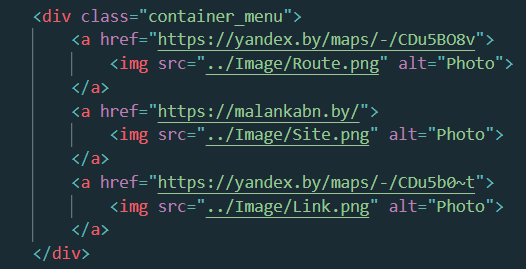 <div class="container_menu">
<a href="https://yandex.by/maps/-/CDu5BO8v">
<img src="../Image/Route.png" alt="Photo">
</a>
<a href="https://malankabn.by/">
<img src="../Image/Site.png" alt="Photo">
</a>
<a href="https://yandex.by/maps/-/CDu5b0~t">
<img src="../Image/Link.png" alt="Photo">
</a>
</div>